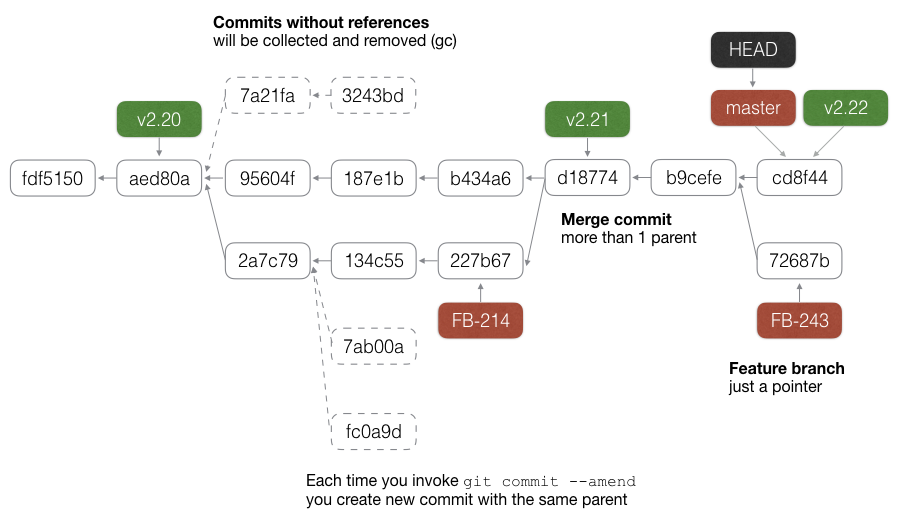 Commits without references
will be collected and removed (gc)
HEAD
7a21fa
3243bd
master
v2.22
v2.20
v2.21
fdf5150
aed80a
95604f
187e1b
b434a6
d18774
b9cefe
cd8f44
Merge commit
more than 1 parent
2a7c79
134c55
227b67
72687b
FB-214
FB-243
7ab00a
Feature branch
just a pointer
fc0a9d
Each time you invoke git commit --amend
you create new commit with the same parent